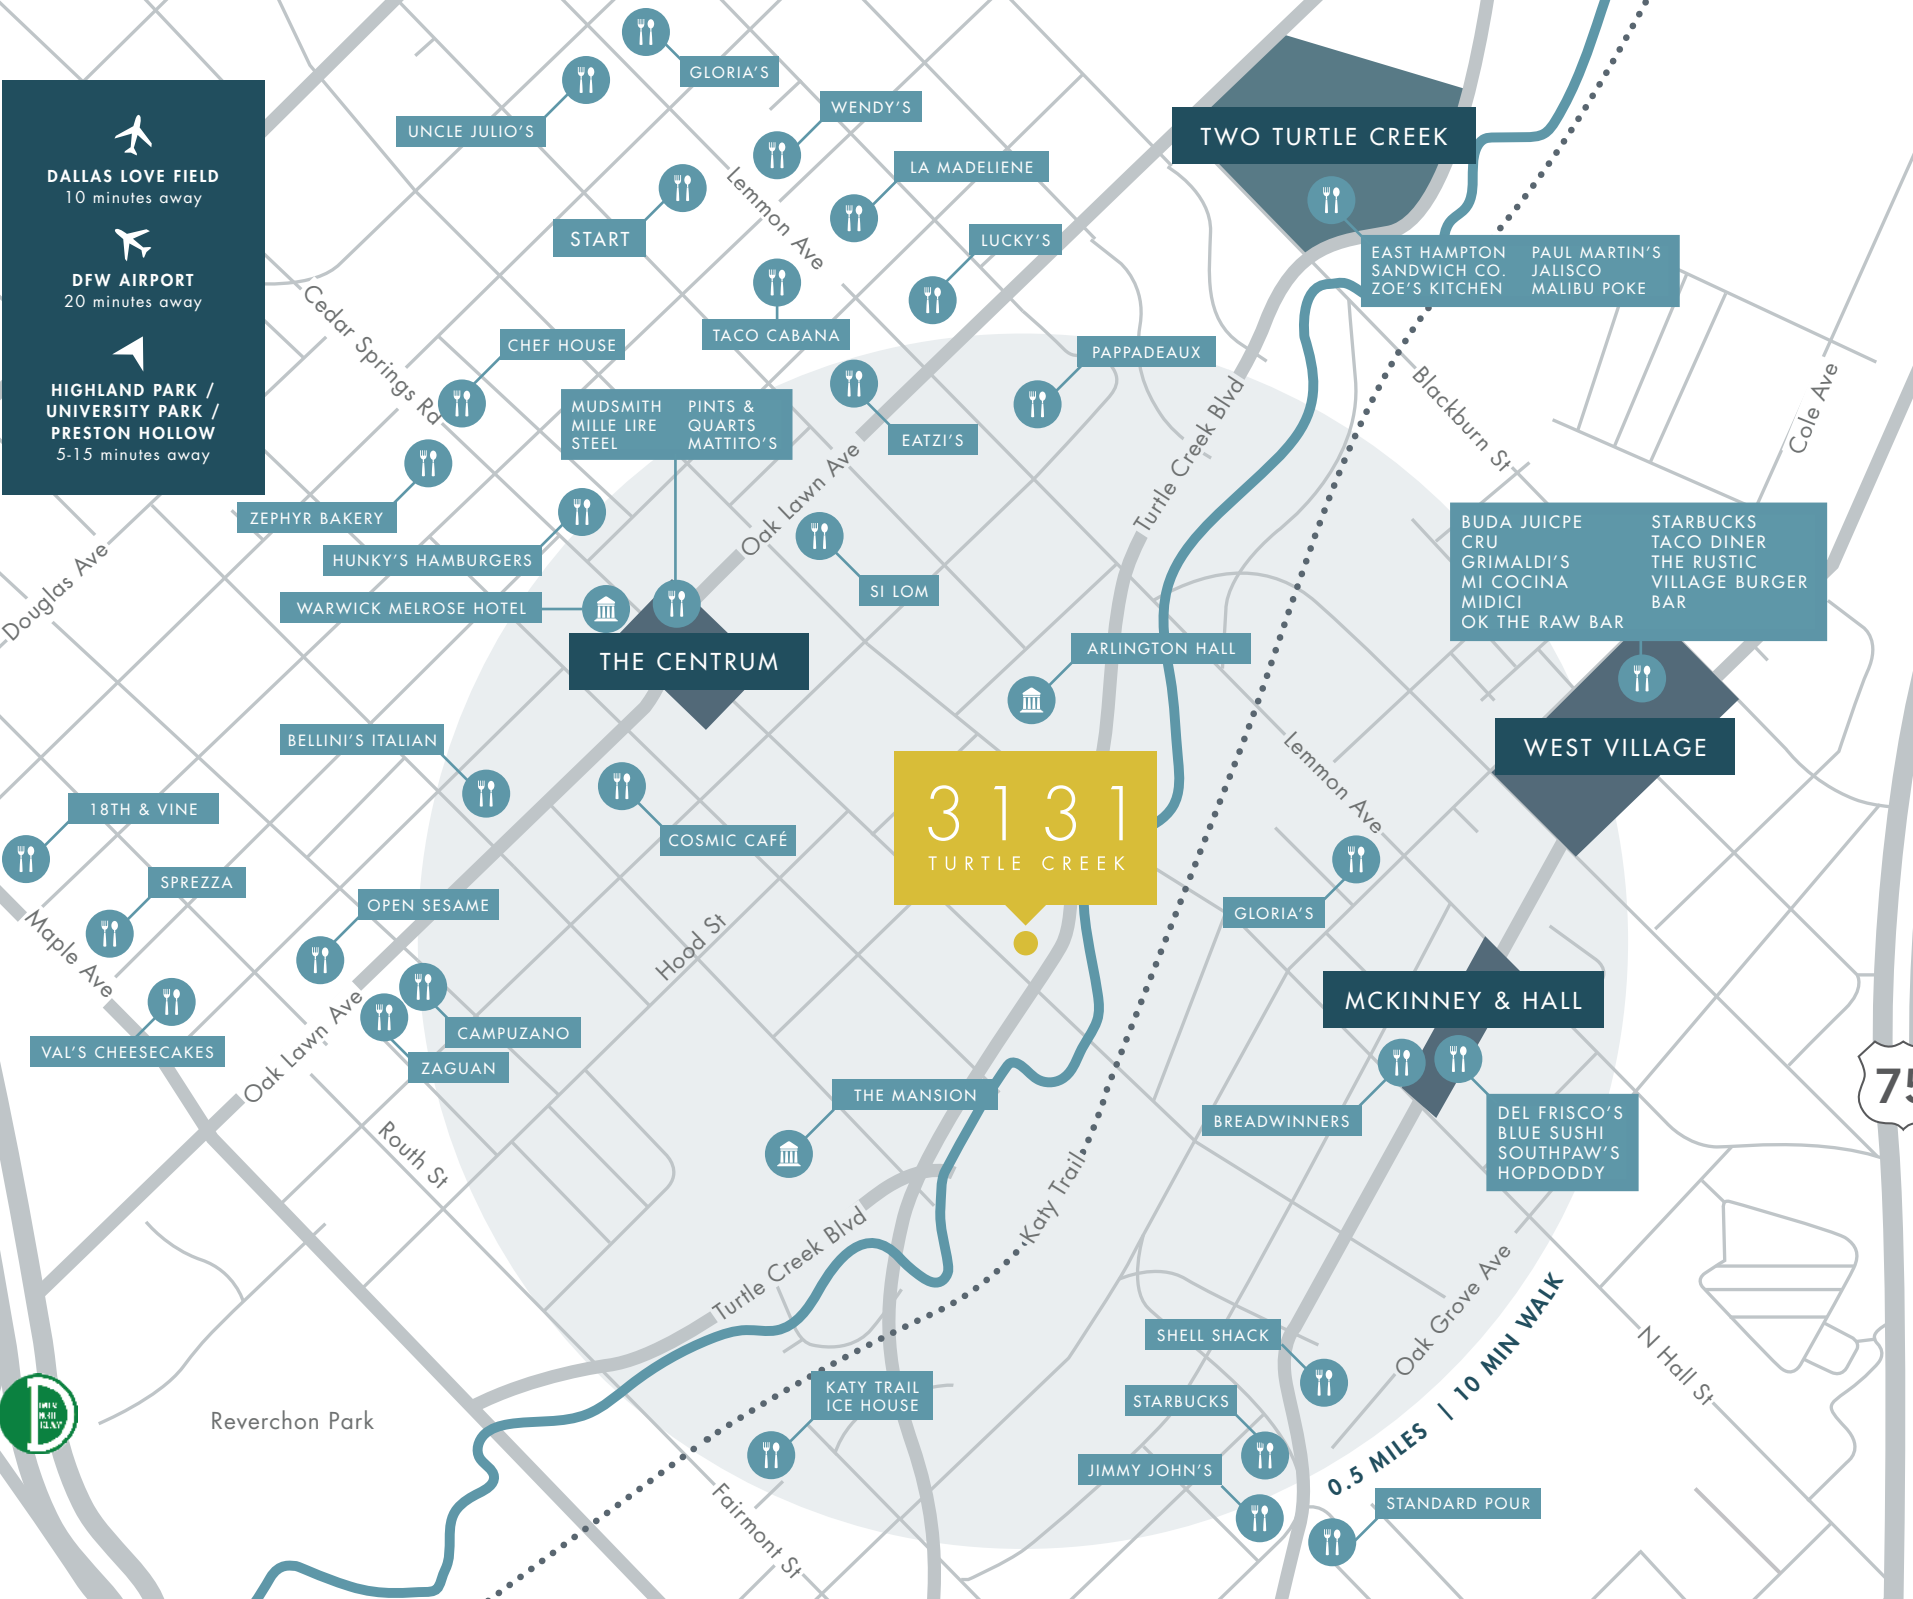 GLORIA'S
UNCLE JULIO'S
WENDY'S
TWO TURTLE CREEK
DALLAS LOVE FIELD
10 minutes away
DFW AIRPORT
20 minutes away
HIGHLAND PARK /
UNIVERSITY PARK /
PRESTON HOLLOW
5-15 minutes away
LA MADELIENE
Lemmon Ave
START
LUCKY'S
EAST HAMPTON
SANDWICH CO.
ZOE'S KITCHEN
PAUL MARTIN'S
JALISCO
MALIBU POKE
Cedar Springs Rd
TACO CABANA
CHEF HOUSE
PAPPADEAUX
MUDSMITH
MILLE LIRE
STEEL
PINTS &
QUARTS
MATTITO'S
EATZI'S
Turtle Creek Blvd
Blackburn St
Cole Ave
Oak Lawn Ave
ZEPHYR BAKERY
HUNKY'S HAMBURGERS
Douglas Ave
SI LOM
WARWICK MELROSE HOTEL
BUDA JUICPE
CRU
GRIMALDI'S
MI COCINA
MIDICI
OK THE RAW BAR
STARBUCKS
TACO DINER
THE RUSTIC
VILLAGE BURGER
BAR
THE CENTRUM
ARLINGTON HALL
BELLINI'S ITALIAN
WEST VILLAGE
Lemmon Ave
18TH & VINE
COSMIC CAFÉ
3131
TURTLE CREEK
SPREZZA
OPEN SESAME
GLORIA'S
Maple Ave
Hood St
MCKINNEY & HALL
Oak Lawn Ave
CAMPUZANO
ZAGUAN
VAL'S CHEESECAKES
75
THE MANSION
BREADWINNERS
DEL FRISCO'S
BLUE SUSHI
SOUTHPAW'S
HOPDODDY
Routh St
Katy Trail
Turtle Creek Blvd
Oak Grove Ave
SHELL SHACK
N Hall St
0.5 MILES | 10 MIN WALK
KATY TRAIL
ICE HOUSE
STARBUCKS
Reverchon Park
JIMMY JOHN'S
STANDARD POUR
Fairmont St